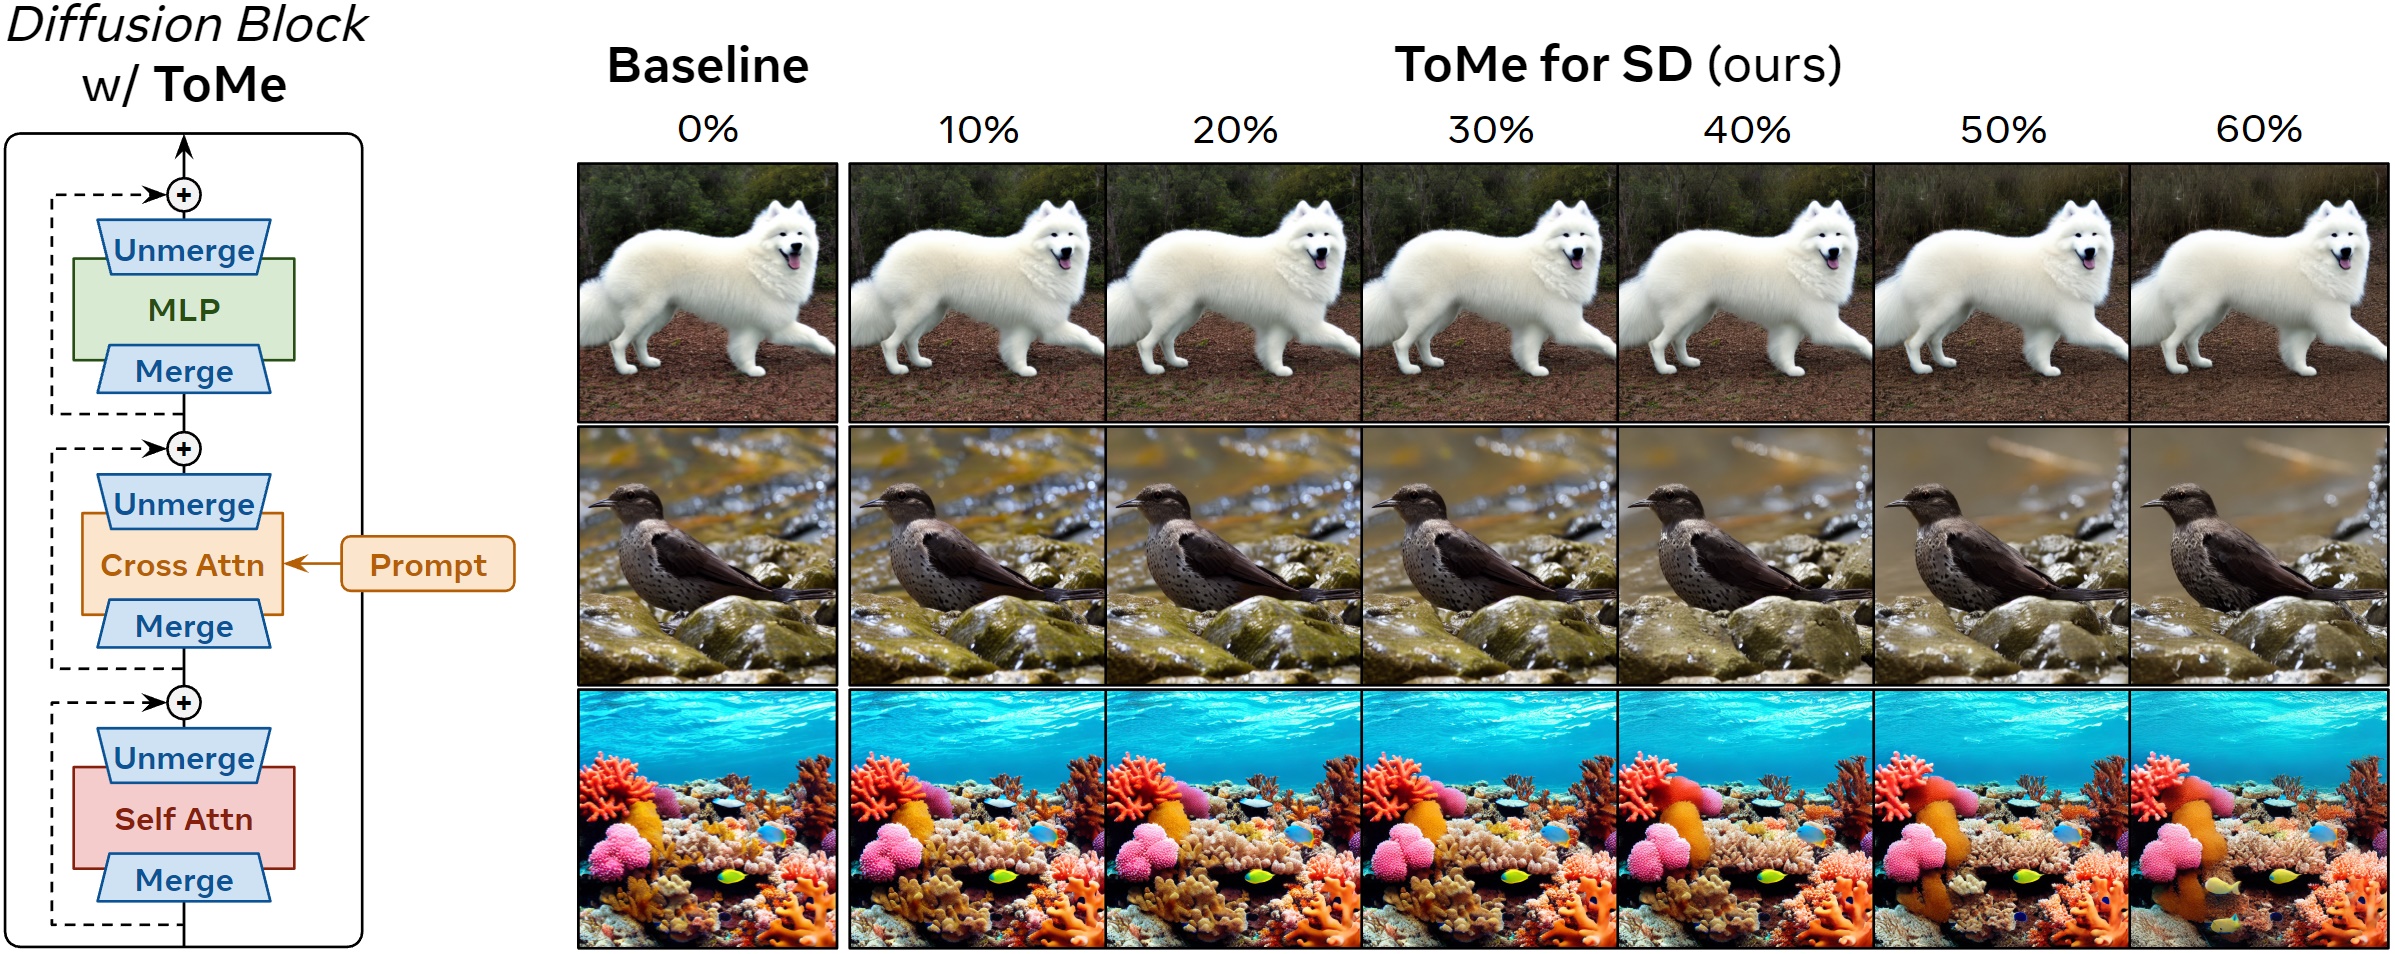 Diffusion Block
w/ ToMe
Unmerge
MLP
Merge
Unmerge
Cross Attn
Prompt
Merge
Unmerge
Self Attn
Merge
Baseline
ToMe for SD (ours)
0%
10%
20%
30%
40%
50%
60%